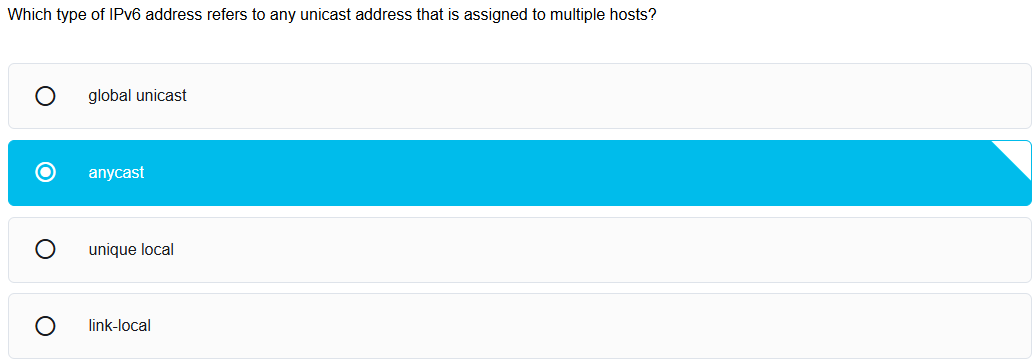 Which type of IPv6 address refers to any unicast address that is assigned to multiple hosts?
global unicast
anycast
unique local
link-local